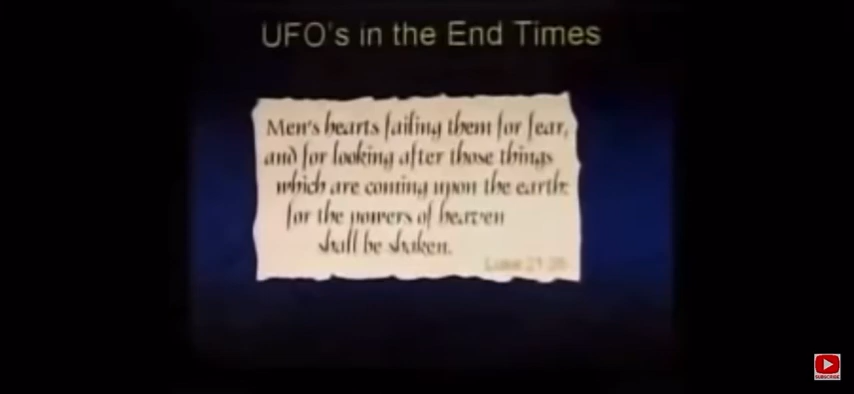 UFO's in the End Times
Men's hearts failing them for fear,
and for looking after those things
which are coming upon the earth:
for the powers of heaven
shall be shaken.
Luke 21:26
SUBSCRIBE